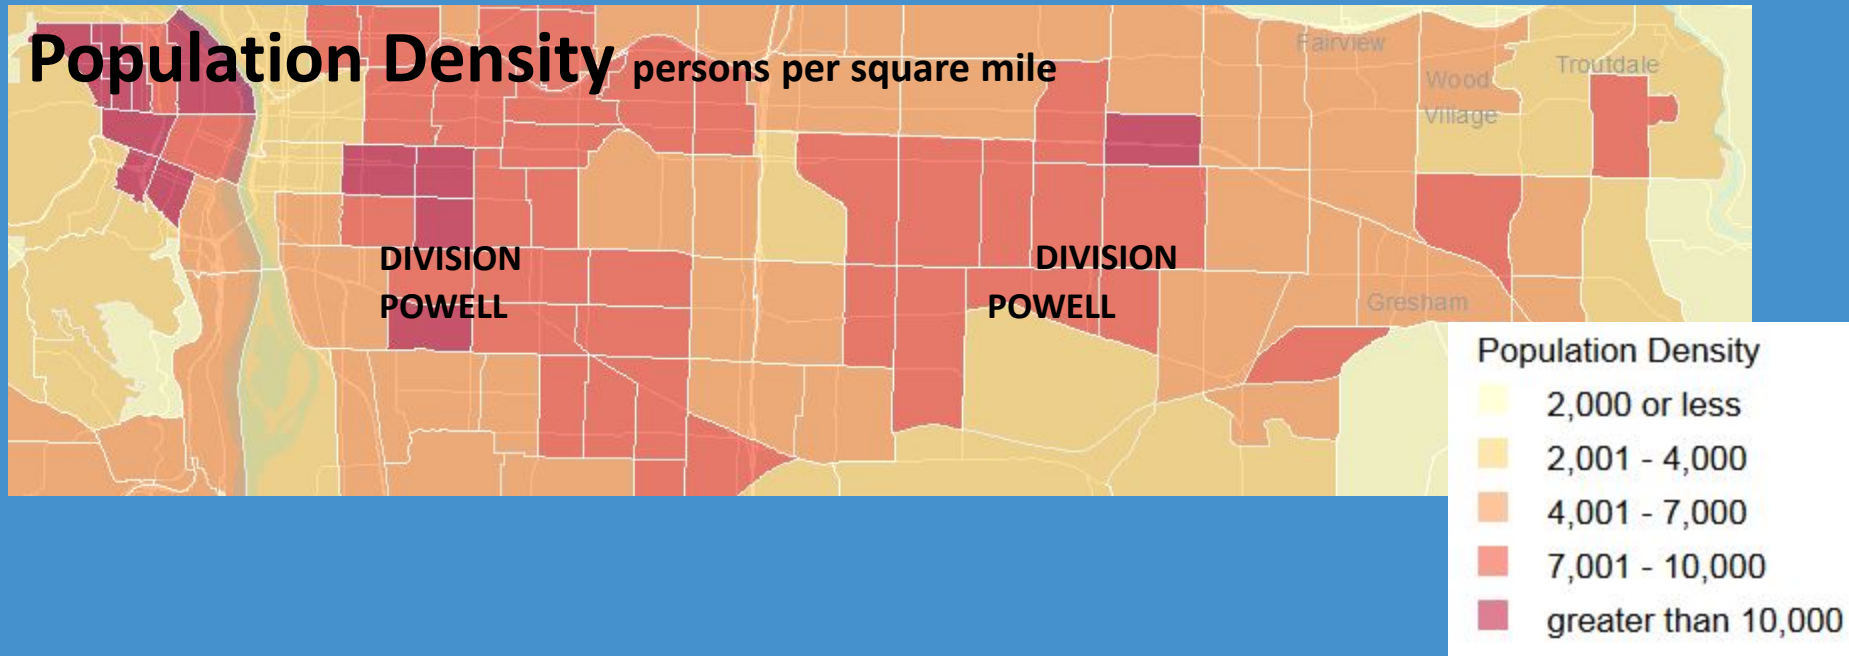 Population Density persons per square mile
Fairview
Wood
Village
Troutdale
DIVISION
POWELL
DIVISION
POWELL
Gresham
Population Density
2,000 or less
2,001 - 4,000
4,001 - 7,000
7,001 - 10,000
greater than 10,000